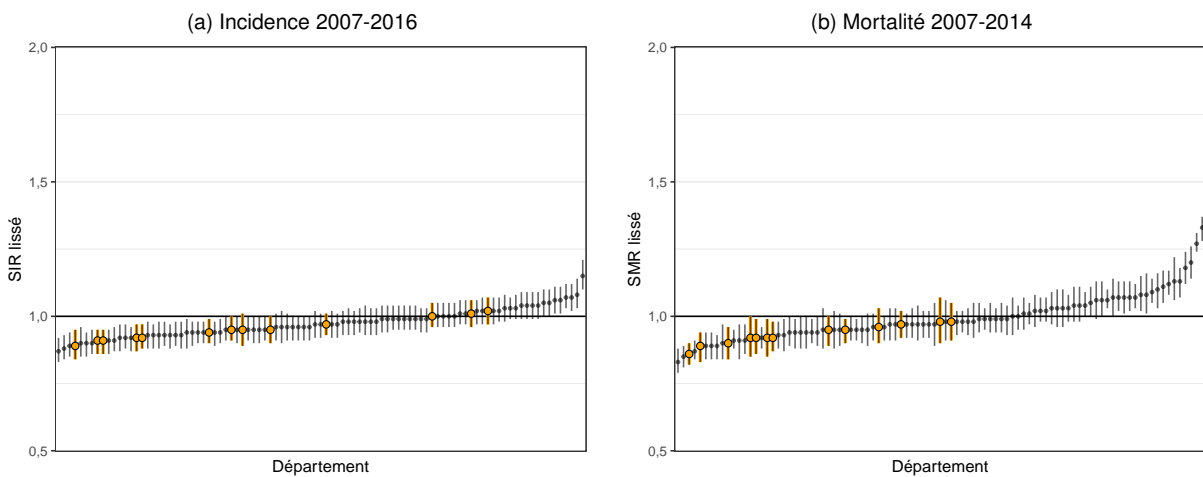 (a) Incidence 2007-2016
2,0
1,5
1,0
0,5
SIR lissé
Département
(b) Mortalité 2007-2014
2,0
1,5
1,0
0,5
SMR lissé
Département